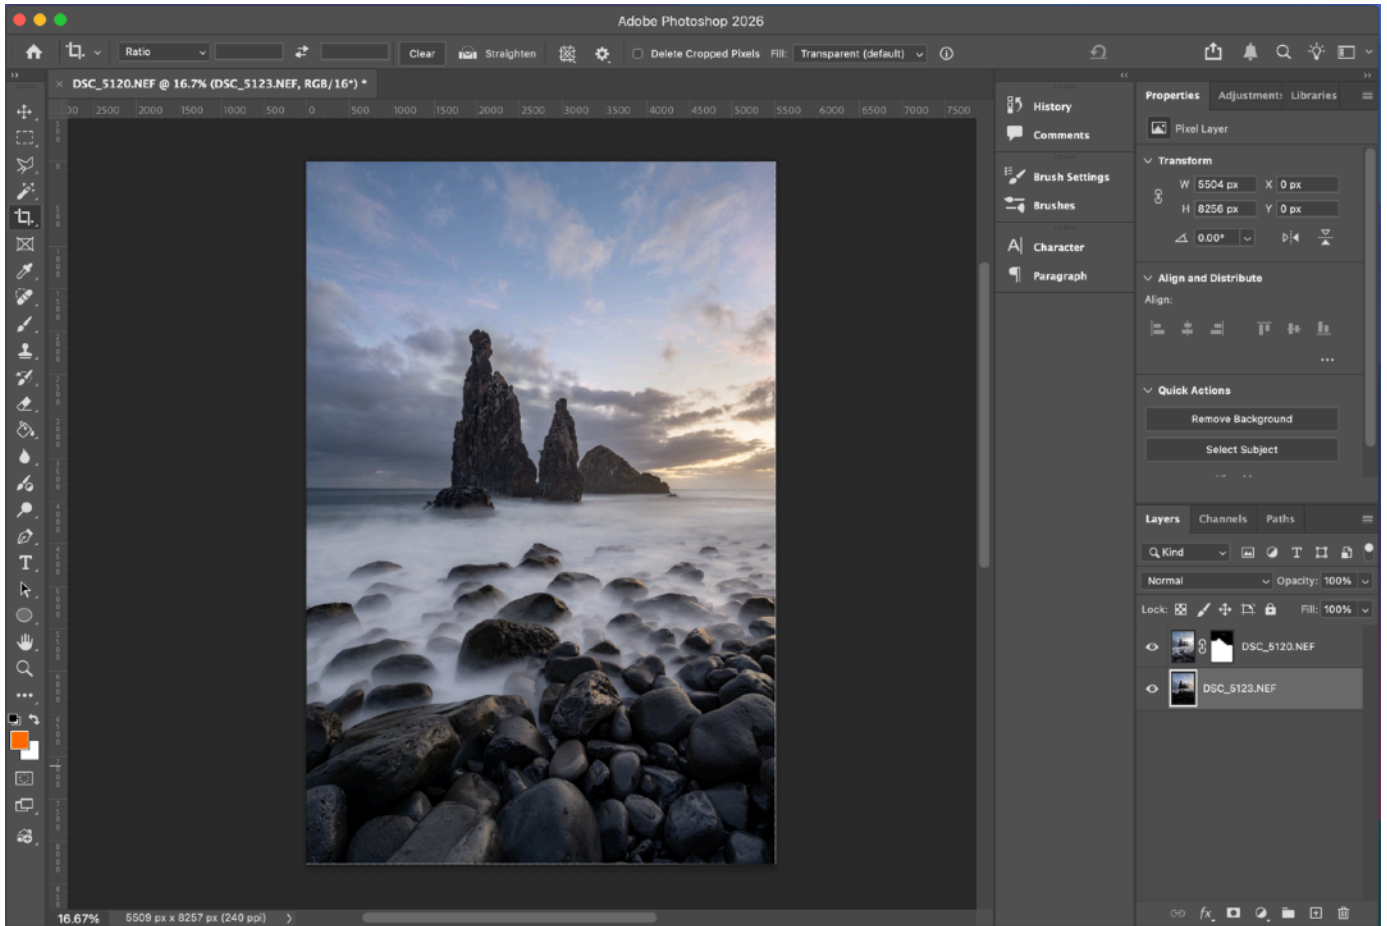 Adobe Photoshop 2026
Ratio
Clear
Straighten
Delete Cropped Pixels
Fill:
Transparent (default)
DSC_5120.NEF @ 16.7% (DSC_5123.NEF, RGB/16*) *
2500 2000 1500 1000 500 0 500 1000 1500 2000 2500 3000 3500 4000 4500 5000 5500 6000 6500 7000 7500
History
Comments
Brush Settings
Brushes
Character
Paragraph
Properties
Adjustments
Libraries
Pixel Layer
Transform
W 5504 px X 0 px
H 8256 px Y 0 px
0.00°
Align and Distribute
Align:
Quick Actions
Remove Background
Select Subject
Layers
Channels
Paths
Kind
Normal
Opacity: 100%
Lock:
Fill: 100%
DSC_5120.NEF
DSC_5123.NEF
fx
16.67%
5509 px x 8257 px (240 ppi)